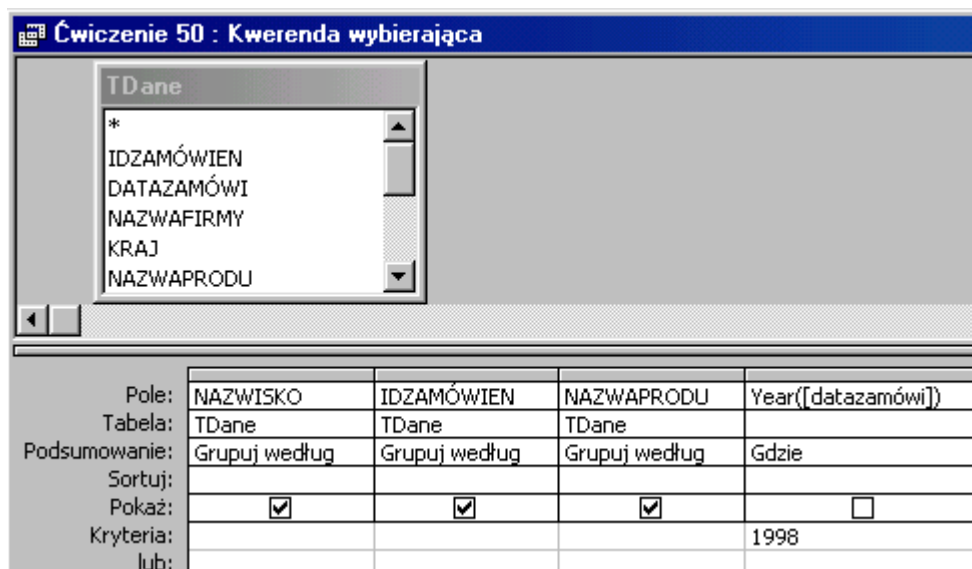 Ćwiczenie 50 : Kwerenda wybierająca
TDane
*
IDZAMÓWIEN
DATAZAMÓWI
NAZWAFIRMY
KRAJ
NAZWAPRODU
Pole: NAZWISKO IDZAMÓWIEN NAZWAPRODU Year([datazamówi])
Tabela: TDane TDane TDane
Podsumowanie: Grupuj według Grupuj według Grupuj według Gdzie
Sortuj:
Pokaż:
Kryteria: 1998
lub: